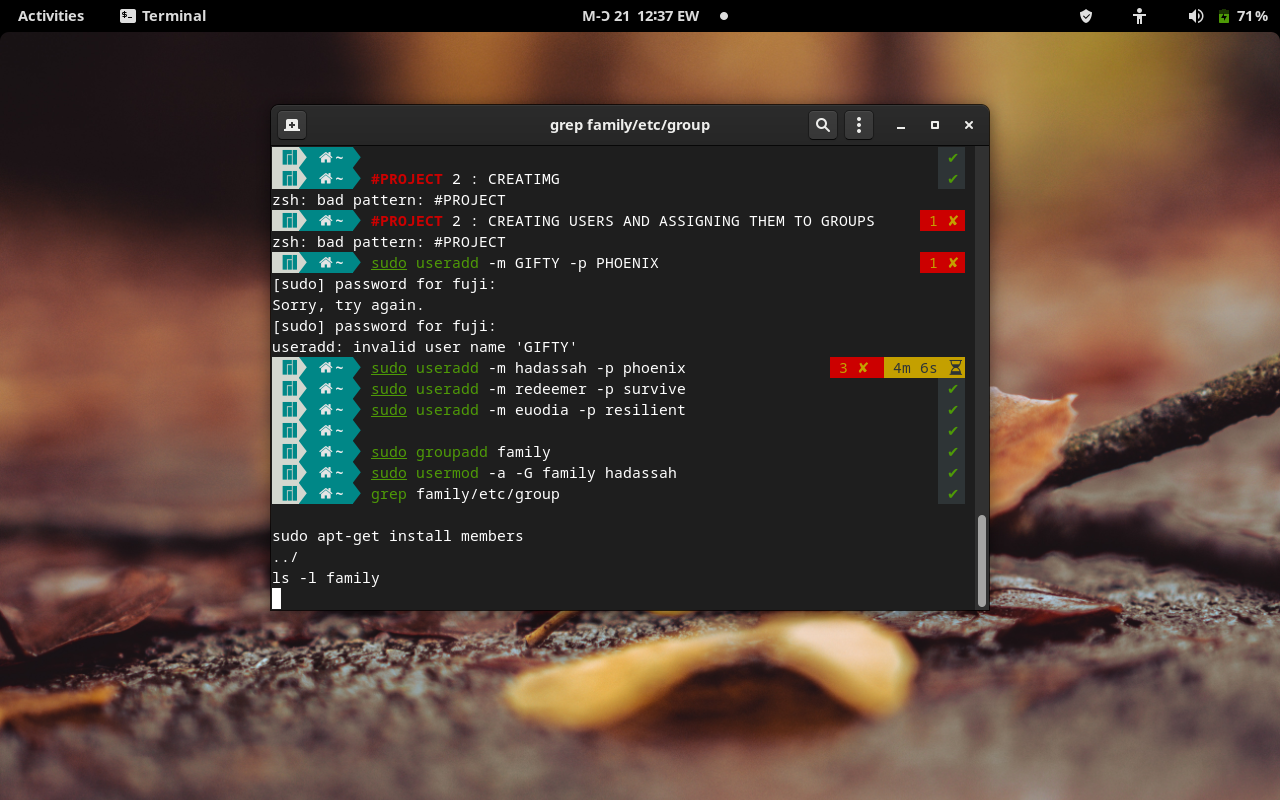 Activities Terminal M-Ɔ 21 12:37 EW 71%
grep family/etc/group
~
~ #PROJECT 2 : CREATIMG
zsh: bad pattern: #PROJECT
~ #PROJECT 2 : CREATING USERS AND ASSIGNING THEM TO GROUPS 1 ✘
zsh: bad pattern: #PROJECT
~ sudo useradd -m GIFTY -p PHOENIX 1 ✘
[sudo] password for fuji:
Sorry, try again.
[sudo] password for fuji:
useradd: invalid user name 'GIFTY'
~ sudo useradd -m hadassah -p phoenix 3 ✘ 4m 6s
~ sudo useradd -m redeemer -p survive ✔
~ sudo useradd -m euodia -p resilient ✔
~ ✔
~ sudo groupadd family ✔
~ sudo usermod -a -G family hadassah ✔
~ grep family/etc/group ✔
sudo apt-get install members
../
ls -l family